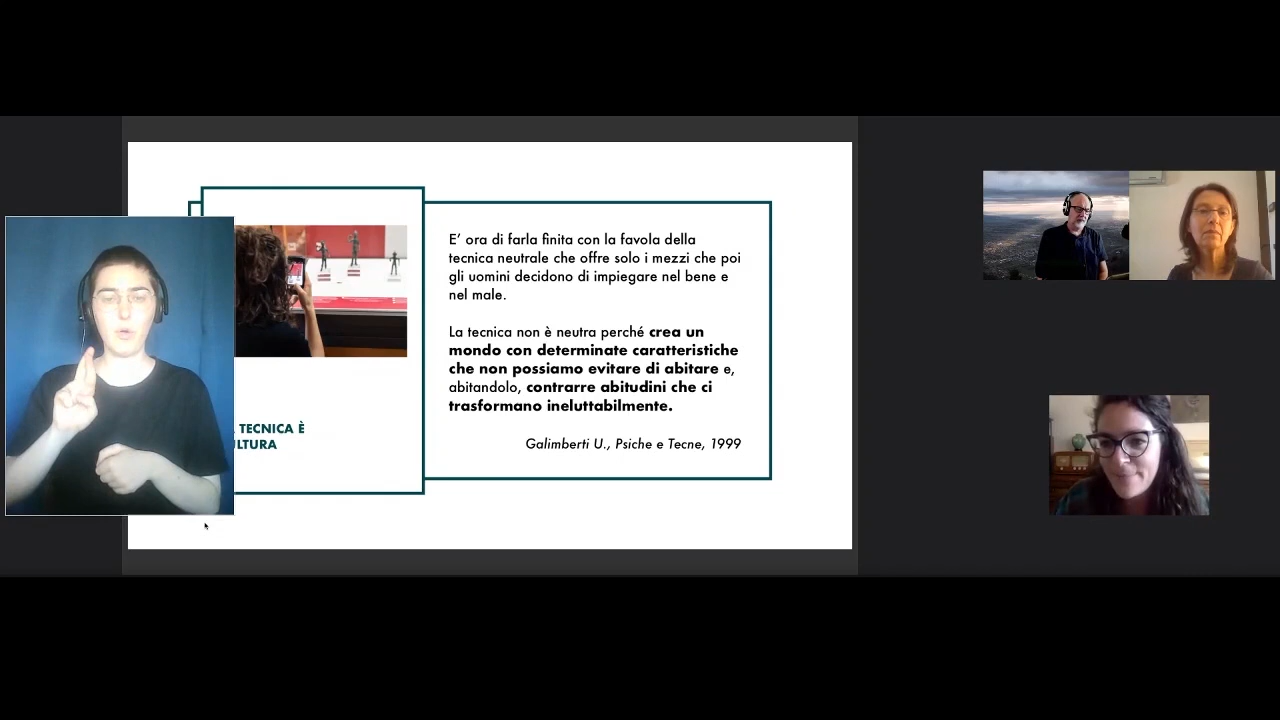 TECNICA È
LTURA
E’ ora di farla finita con la favola della
tecnica neutrale che offre solo i mezzi che poi
gli uomini decidono di impiegare nel bene e
nel male.
La tecnica non è neutra perché crea un
mondo con determinate caratteristiche
che non possiamo evitare di abitare e,
abitandolo, contrarre abitudini che ci
trasformano ineluttabilmente.
Galimberti U., Psiche e Tecne, 1999